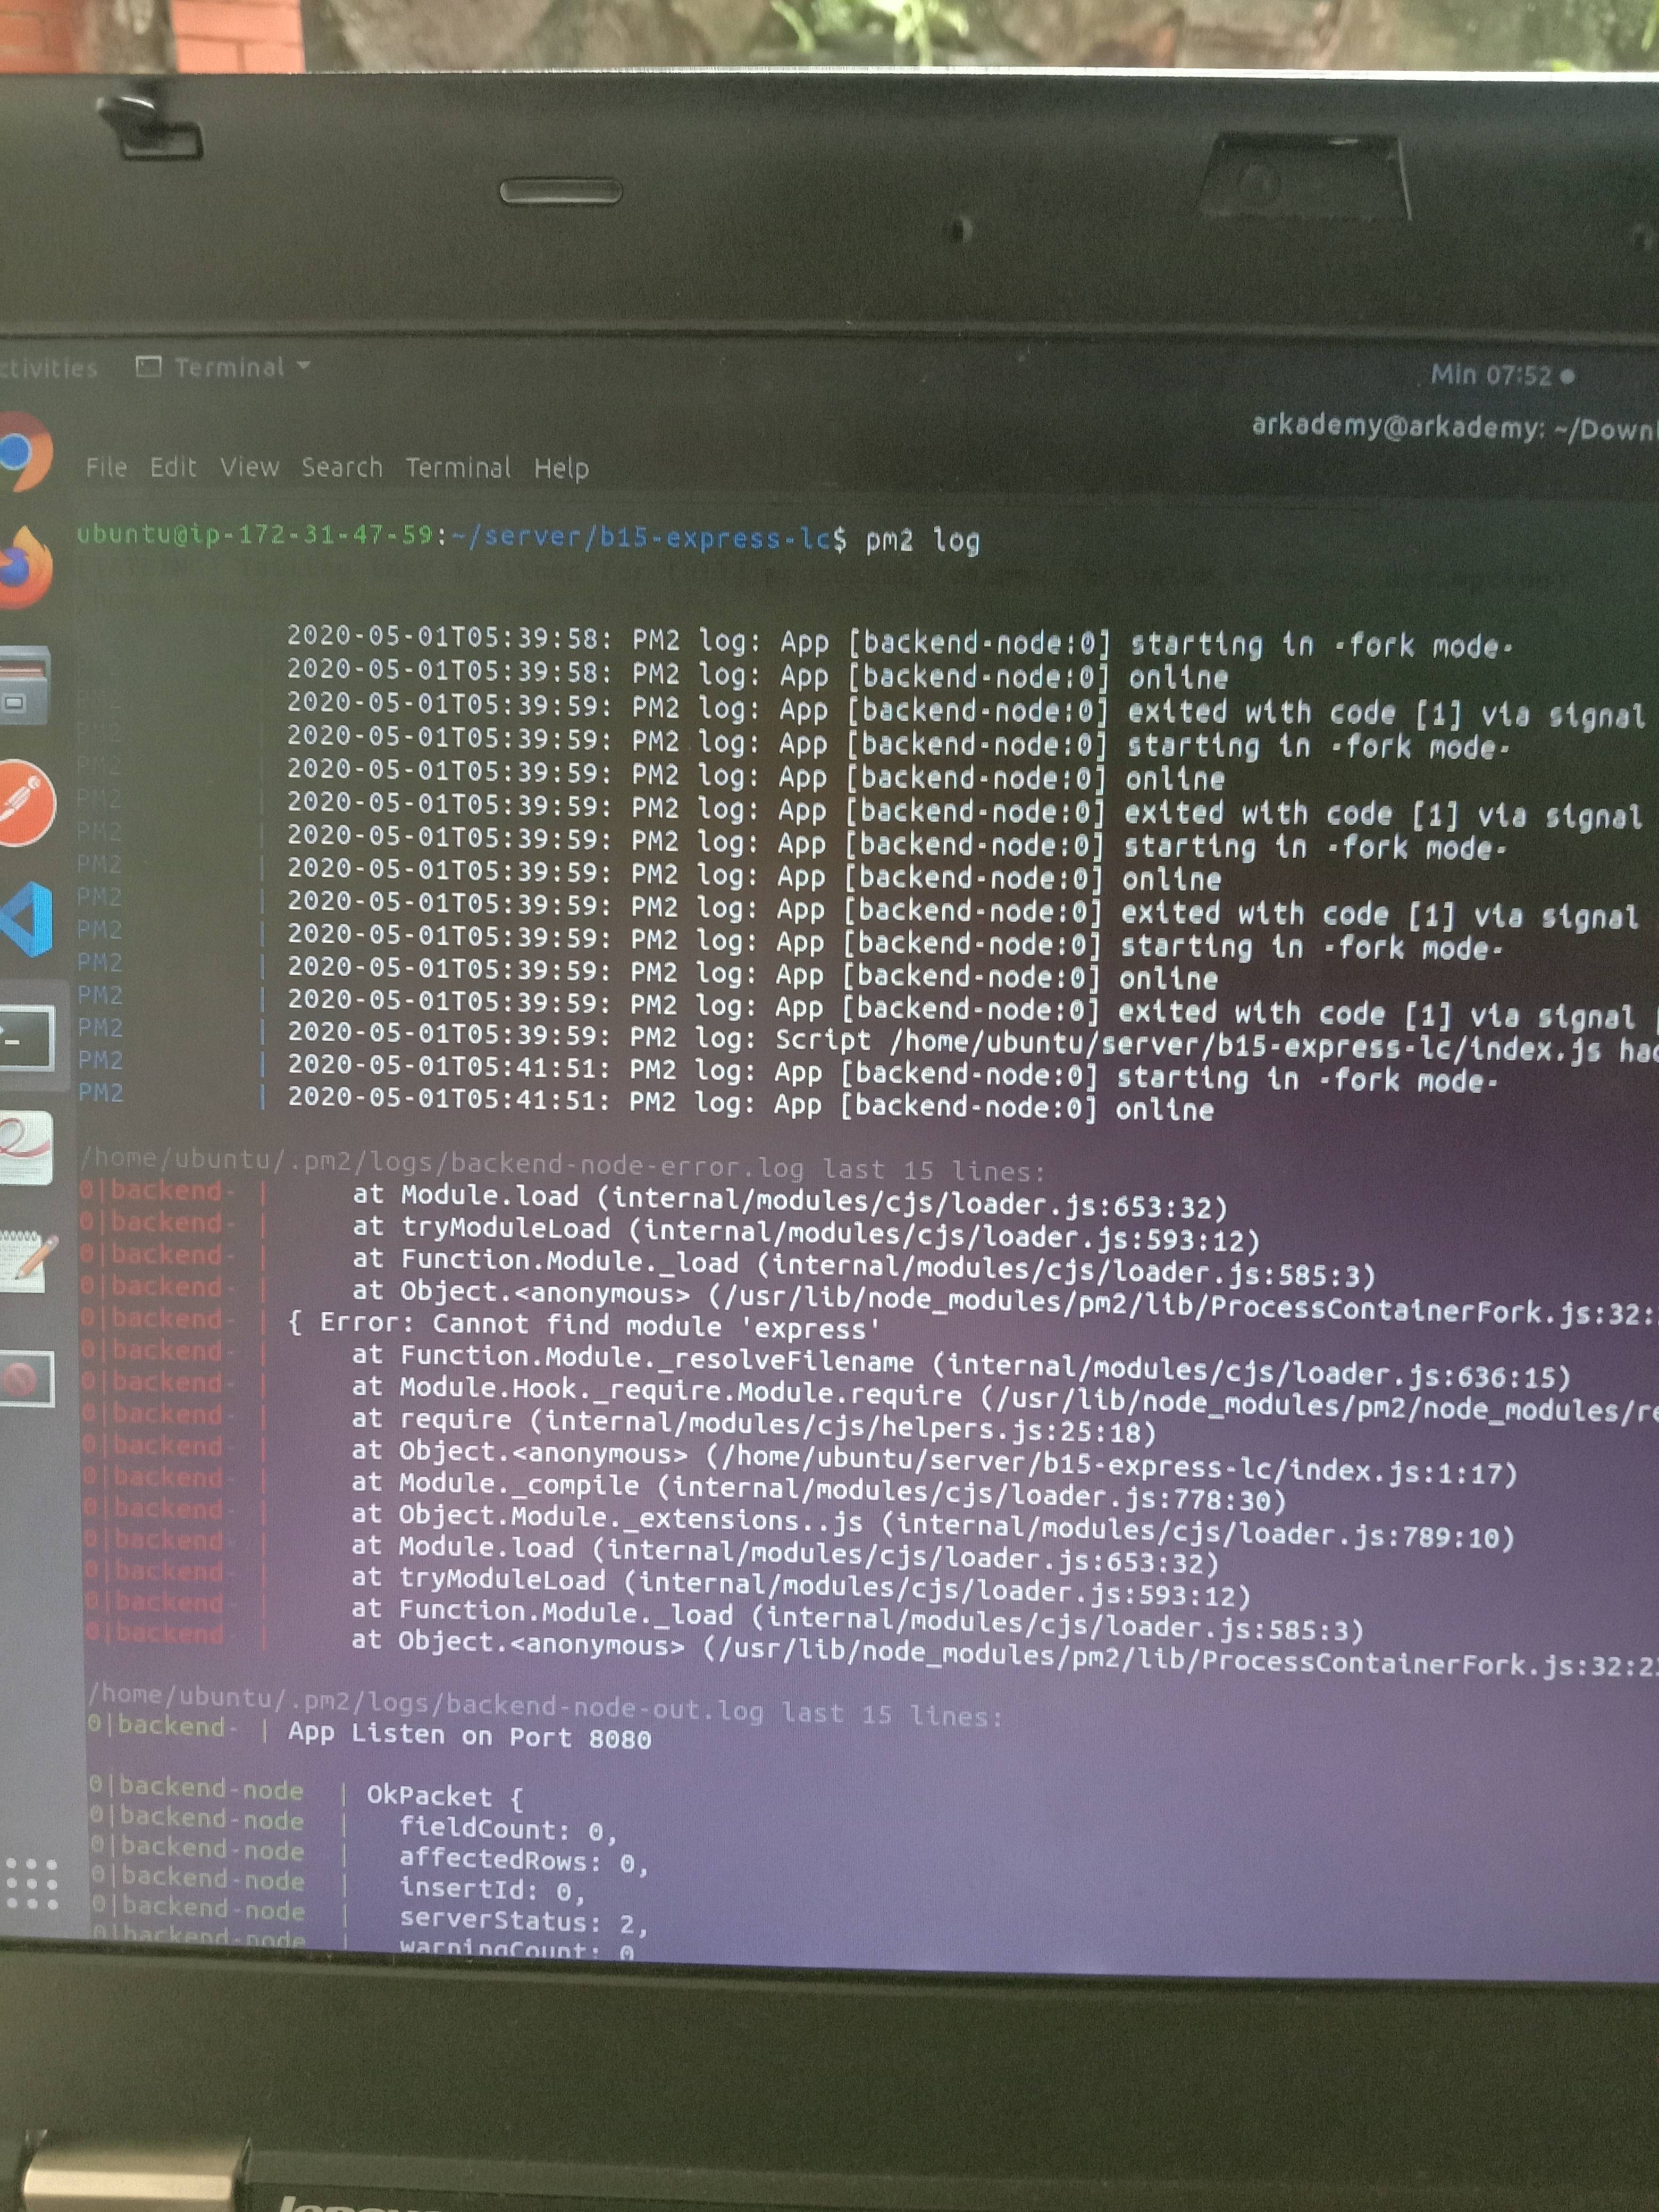 ctivities Terminal Min 07:52
arkademy@arkademy: ~/Downl
File Edit View Search Terminal Help
ubuntu@ip-172-31-47-59:~/server/b15-express-lc$ pm2 log
2020-05-01T05:39:58: PM2 log: App [backend-node:0] starting in -fork mode-
2020-05-01T05:39:58: PM2 log: App [backend-node:0] online
PM2 | 2020-05-01T05:39:59: PM2 log: App [backend-node:0] exited with code [1] via signal
PM2 | 2020-05-01T05:39:59: PM2 log: App [backend-node:0] starting in -fork mode-
PM2 | 2020-05-01T05:39:59: PM2 log: App [backend-node:0] online
PM2 | 2020-05-01T05:39:59: PM2 log: App [backend-node:0] exited with code [1] via signal
PM2 | 2020-05-01T05:39:59: PM2 log: App [backend-node:0] starting in -fork mode-
PM2 | 2020-05-01T05:39:59: PM2 log: App [backend-node:0] online
PM2 | 2020-05-01T05:39:59: PM2 log: App [backend-node:0] exited with code [1] via signal
PM2 | 2020-05-01T05:39:59: PM2 log: App [backend-node:0] starting in -fork mode-
PM2 | 2020-05-01T05:39:59: PM2 log: App [backend-node:0] online
PM2 | 2020-05-01T05:39:59: PM2 log: App [backend-node:0] exited with code [1] via signal
PM2 | 2020-05-01T05:39:59: PM2 log: Script /home/ubuntu/server/b15-express-lc/index.js had
PM2 | 2020-05-01T05:41:51: PM2 log: App [backend-node:0] starting in -fork mode-
PM2 | 2020-05-01T05:41:51: PM2 log: App [backend-node:0] online
/home/ubuntu/.pm2/logs/backend-node-error.log last 15 lines:
0|backend- | at Module.load (internal/modules/cjs/loader.js:653:32)
0|backend- | at tryModuleLoad (internal/modules/cjs/loader.js:593:12)
0|backend- | at Function.Module._load (internal/modules/cjs/loader.js:585:3)
0|backend- | at Object.<anonymous> (/usr/lib/node_modules/pm2/lib/ProcessContainerFork.js:32:
0|backend- | { Error: Cannot find module 'express'
0|backend- | at Function.Module._resolveFilename (internal/modules/cjs/loader.js:636:15)
0|backend- | at Module.Hook._require.Module.require (/usr/lib/node_modules/pm2/node_modules/re
0|backend- | at require (internal/modules/cjs/helpers.js:25:18)
0|backend- | at Object.<anonymous> (/home/ubuntu/server/b15-express-lc/index.js:1:17)
0|backend- | at Module._compile (internal/modules/cjs/loader.js:778:30)
0|backend- | at Object.Module._extensions..js (internal/modules/cjs/loader.js:789:10)
0|backend- | at Module.load (internal/modules/cjs/loader.js:653:32)
0|backend- | at tryModuleLoad (internal/modules/cjs/loader.js:593:12)
0|backend- | at Function.Module._load (internal/modules/cjs/loader.js:585:3)
0|backend- | at Object.<anonymous> (/usr/lib/node_modules/pm2/lib/ProcessContainerFork.js:32:23
/home/ubuntu/.pm2/logs/backend-node-out.log last 15 lines:
0|backend- | App Listen on Port 8080
0|backend-node | OkPacket {
0|backend-node | fieldCount: 0,
0|backend-node | affectedRows: 0,
0|backend-node | insertId: 0,
0|backend-node | serverStatus: 2,
0|backend-node | warningCount: 0